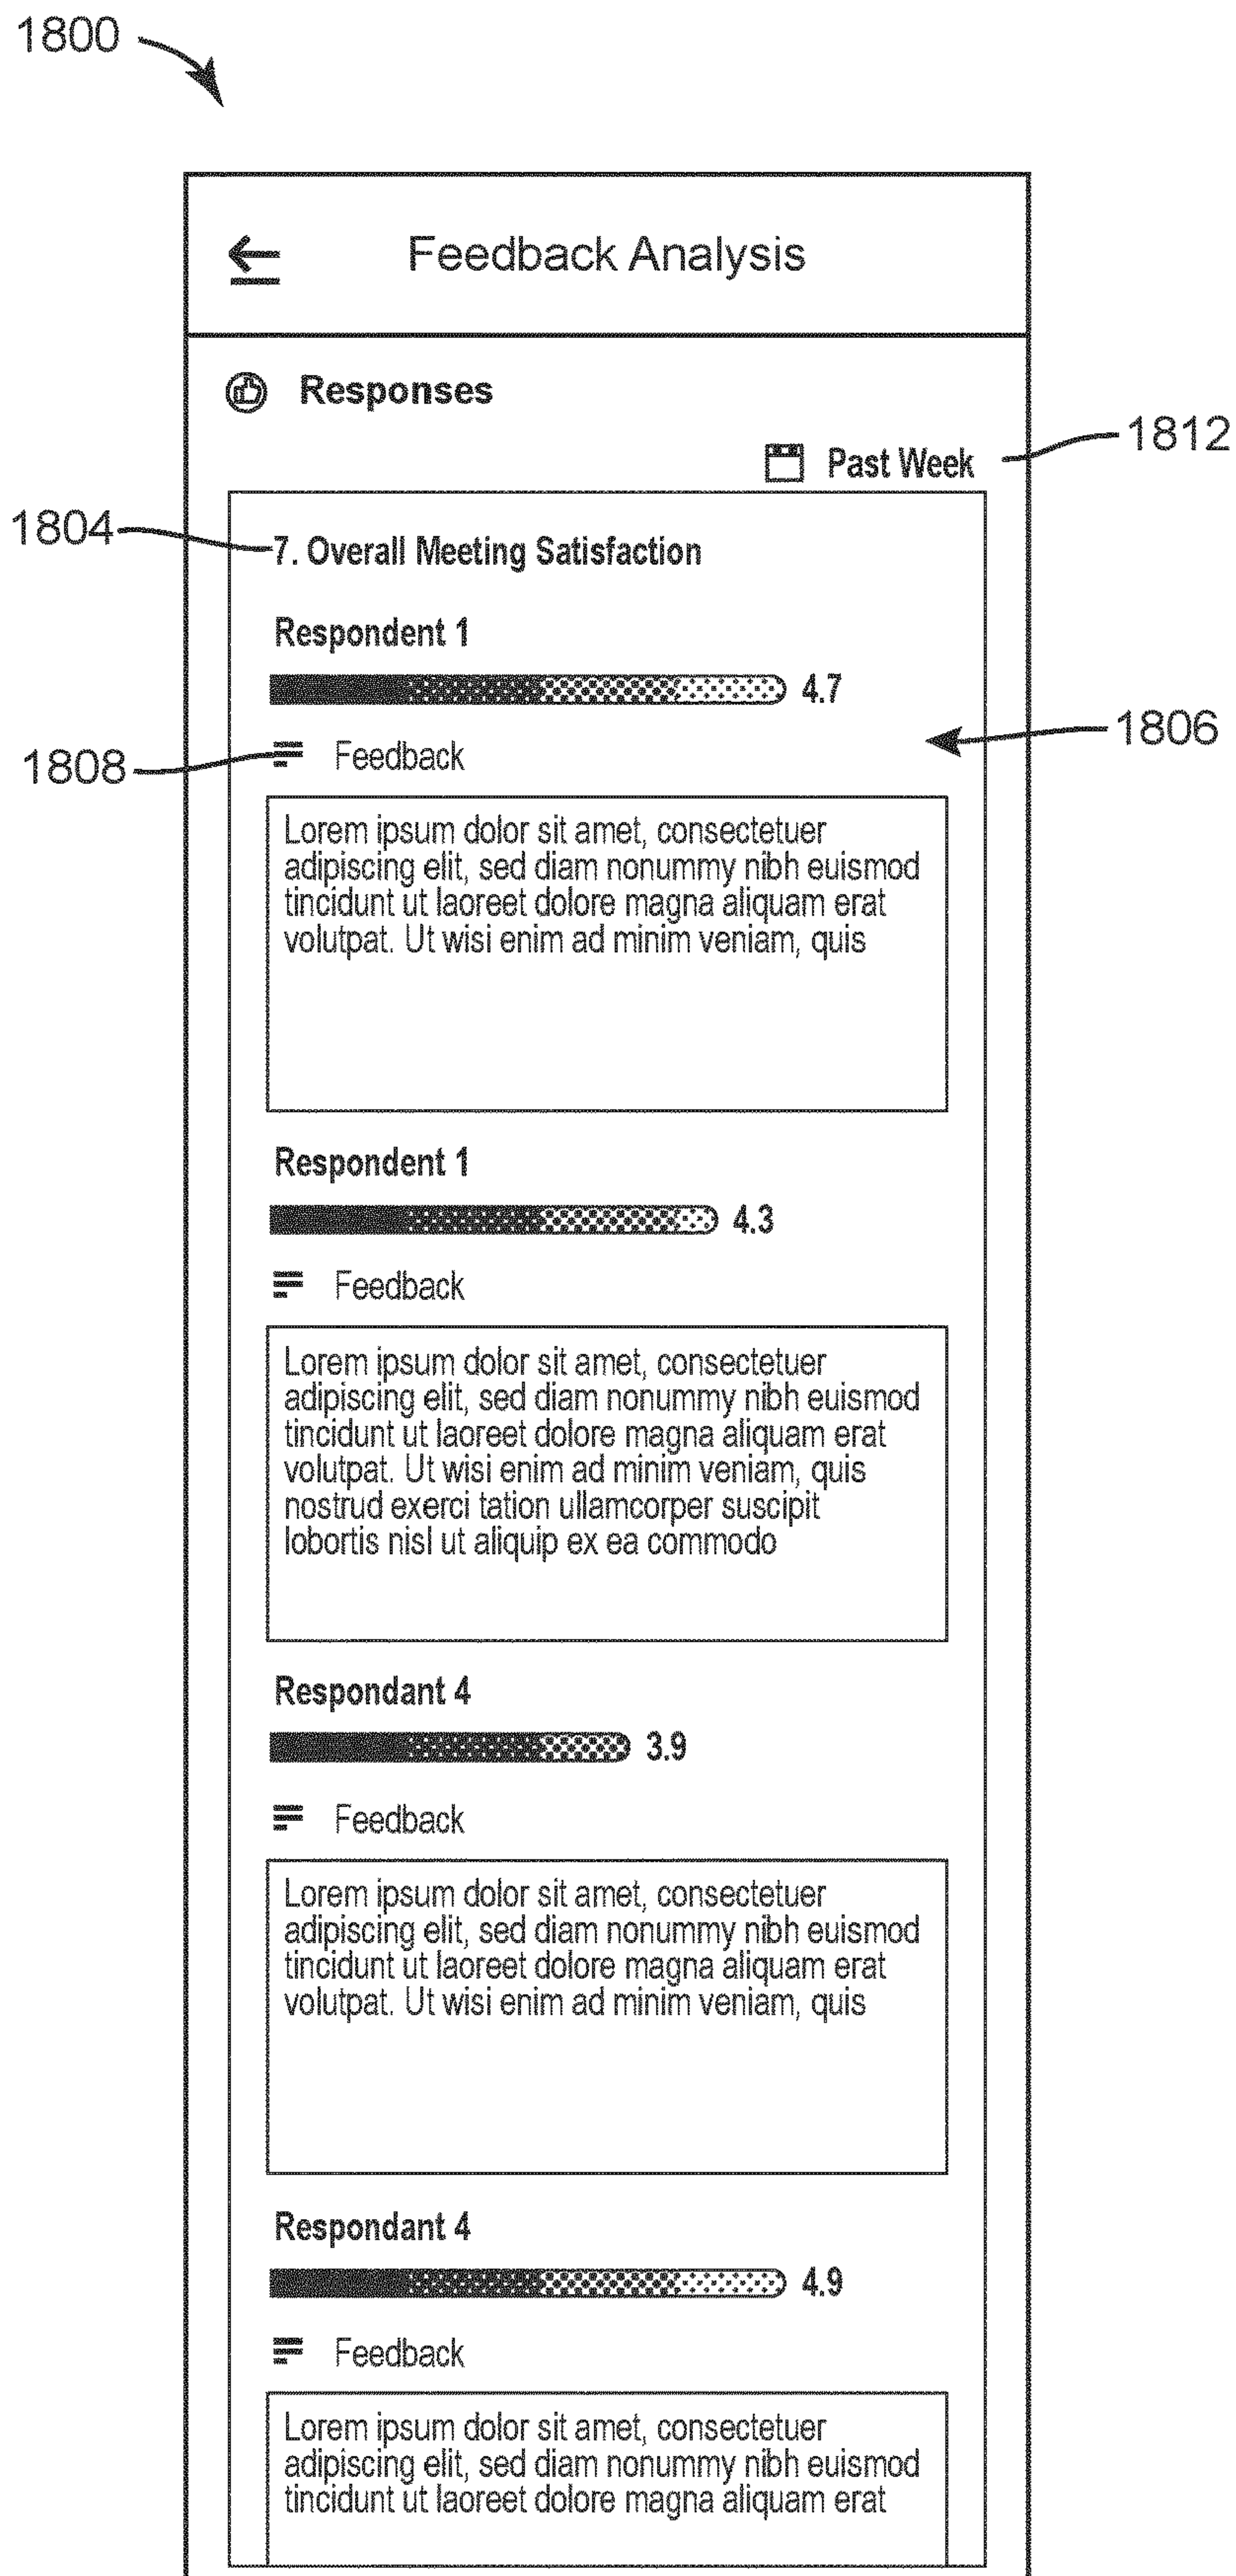 1800
Feedback Analysis
Responses
Past Week
1812
1804
7. Overall Meeting Satisfaction
Respondent 1
4.7
1806
1808
Feedback
Lorem ipsum dolor sit amet, consectetuer
adipiscing elit, sed diam nonummy nibh euismod
tincidunt ut laoreet dolore magna aliquam erat
volutpat. Ut wisi enim ad minim veniam, quis
Respondent 1
4.3
Feedback
Lorem ipsum dolor sit amet, consectetuer
adipiscing elit, sed diam nonummy nibh euismod
tincidunt ut laoreet dolore magna aliquam erat
volutpat. Ut wisi enim ad minim veniam, quis
nostrud exerci tation ullamcorper suscipit
lobortis nisl ut aliquip ex ea commodo
Respondant 4
3.9
Feedback
Lorem ipsum dolor sit amet, consectetuer
adipiscing elit, sed diam nonummy nibh euismod
tincidunt ut laoreet dolore magna aliquam erat
volutpat. Ut wisi enim ad minim veniam, quis
Respondant 4
4.9
Feedback
Lorem ipsum dolor sit amet, consectetuer
adipiscing elit, sed diam nonummy nibh euismod
tincidunt ut laoreet dolore magna aliquam erat